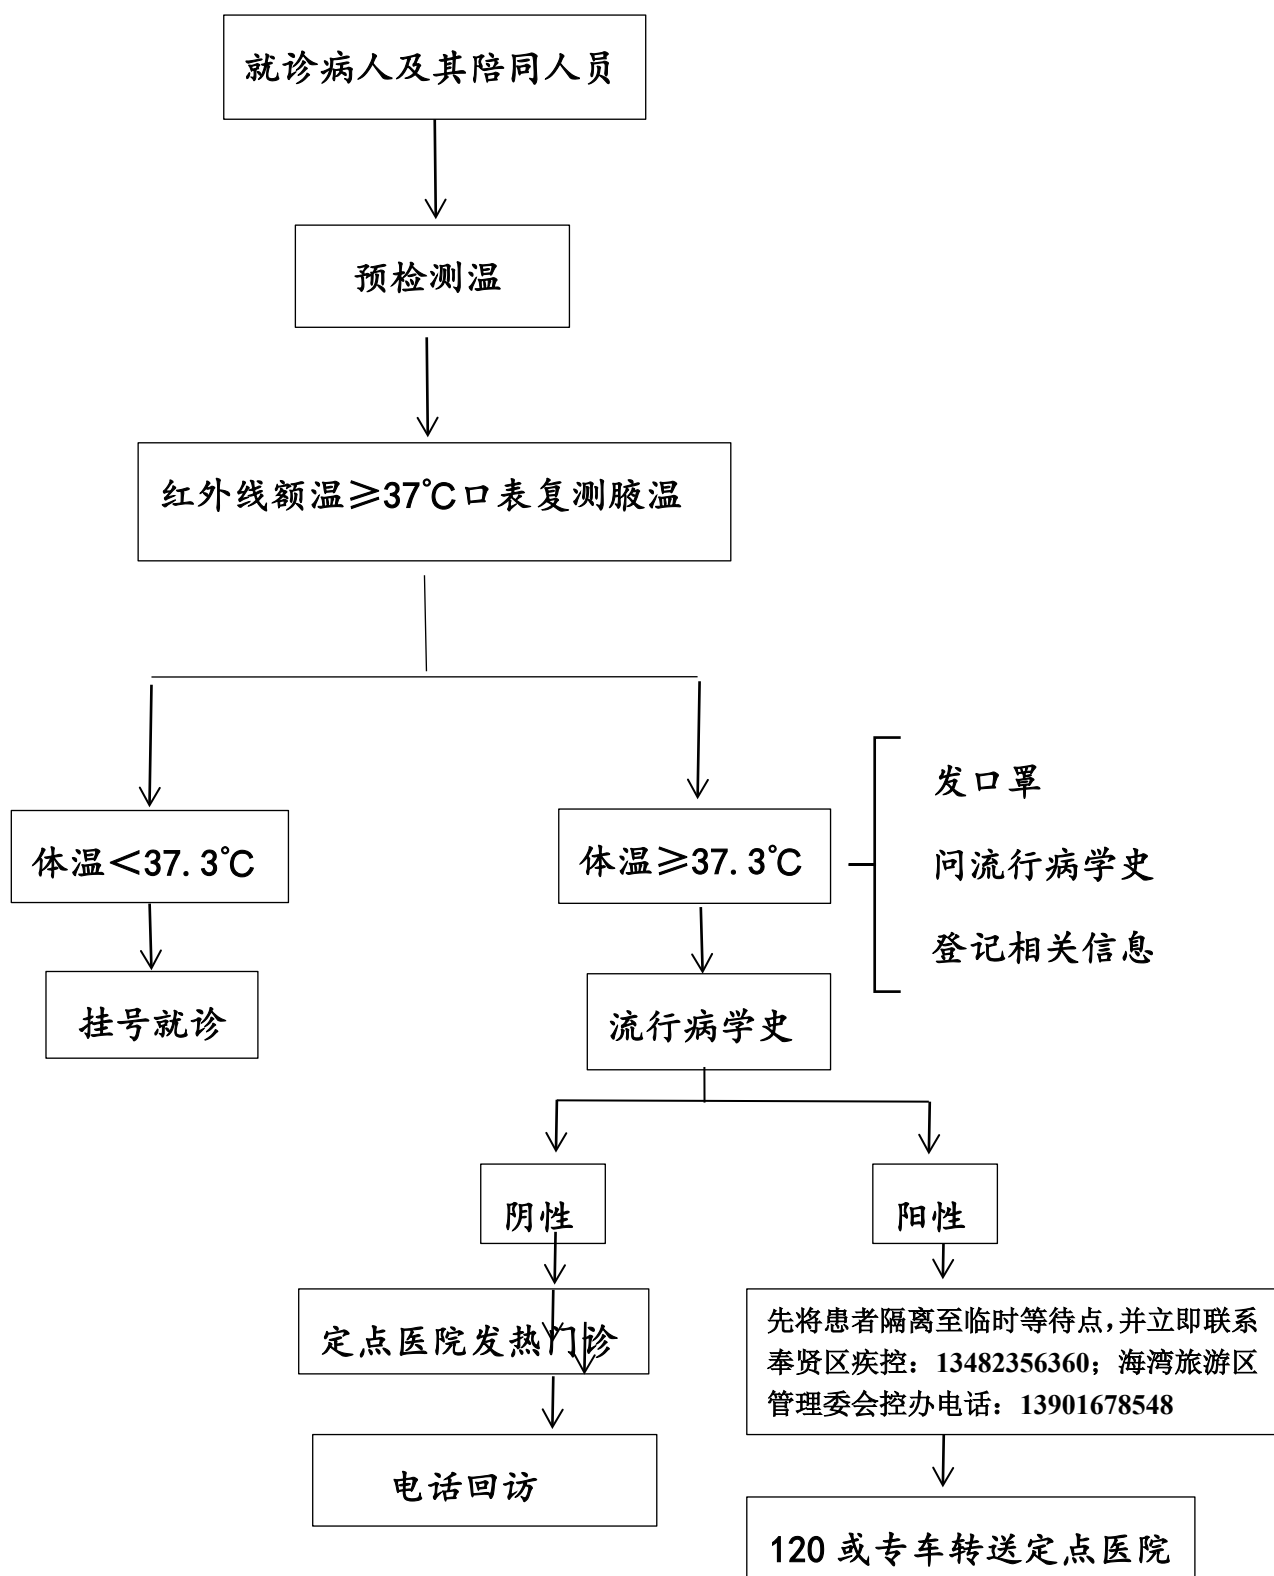 就诊病人及其陪同人员
预检测温
红外线额温≥37℃口表复测腋温
体温<37.3℃
体温≥37.3℃
发口罩
问流行病学史
登记相关信息
挂号就诊
流行病学史
阴性
阳性
定点医院发热门诊
先将患者隔离至临时等待点,并立即联系
奉贤区疾控：13482356360；海湾旅游区
管理委会控办电话：13901678548
电话回访
120 或专车转送定点医院